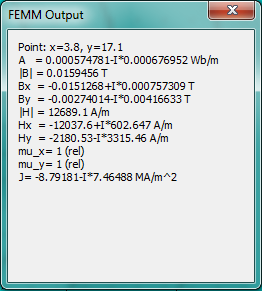 FEMM Output
Point: x=3.8, y=17.1
A = 0.000574781-I*0.000676952 Wb/m
|B| = 0.0159456 T
Bx = -0.0151268+I*0.000757309 T
By = -0.00274014-I*0.00416633 T
|H| = 12689.1 A/m
Hx = -12037.6+I*602.647 A/m
Hy = -2180.53-I*3315.46 A/m
mu_x= 1 (rel)
mu_y= 1 (rel)
J= -8.79181-I*7.46488 MA/m^2